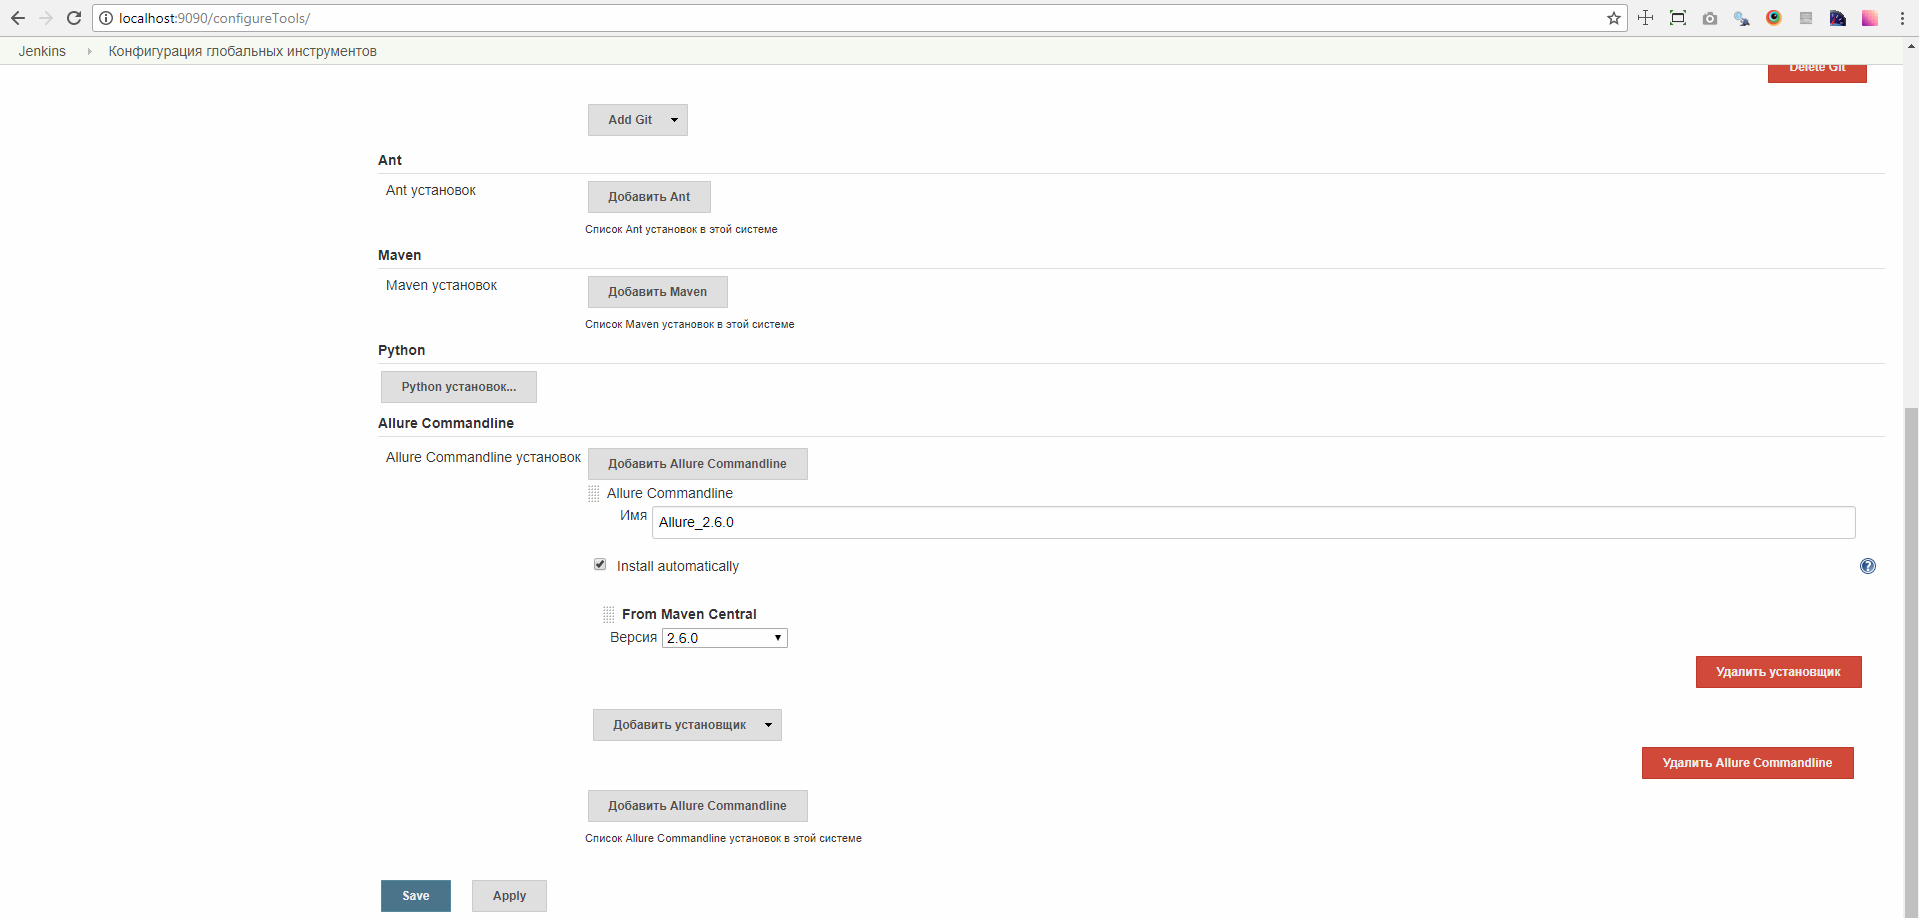 localhost:9090/configureTools/
Jenkins Конфигурация глобальных инструментов
Delete Git
Add Git
Ant
Ant установок
Добавить Ant
Список Ant установок в этой системе
Maven
Maven установок
Добавить Maven
Список Maven установок в этой системе
Python
Python установок...
Allure Commandline
Allure Commandline установок
Добавить Allure Commandline
Allure Commandline
Имя Allure_2.6.0
Install automatically
From Maven Central
Версия 2.6.0
Удалить установщик
Добавить установщик
Удалить Allure Commandline
Добавить Allure Commandline
Список Allure Commandline установок в этой системе
Save Apply